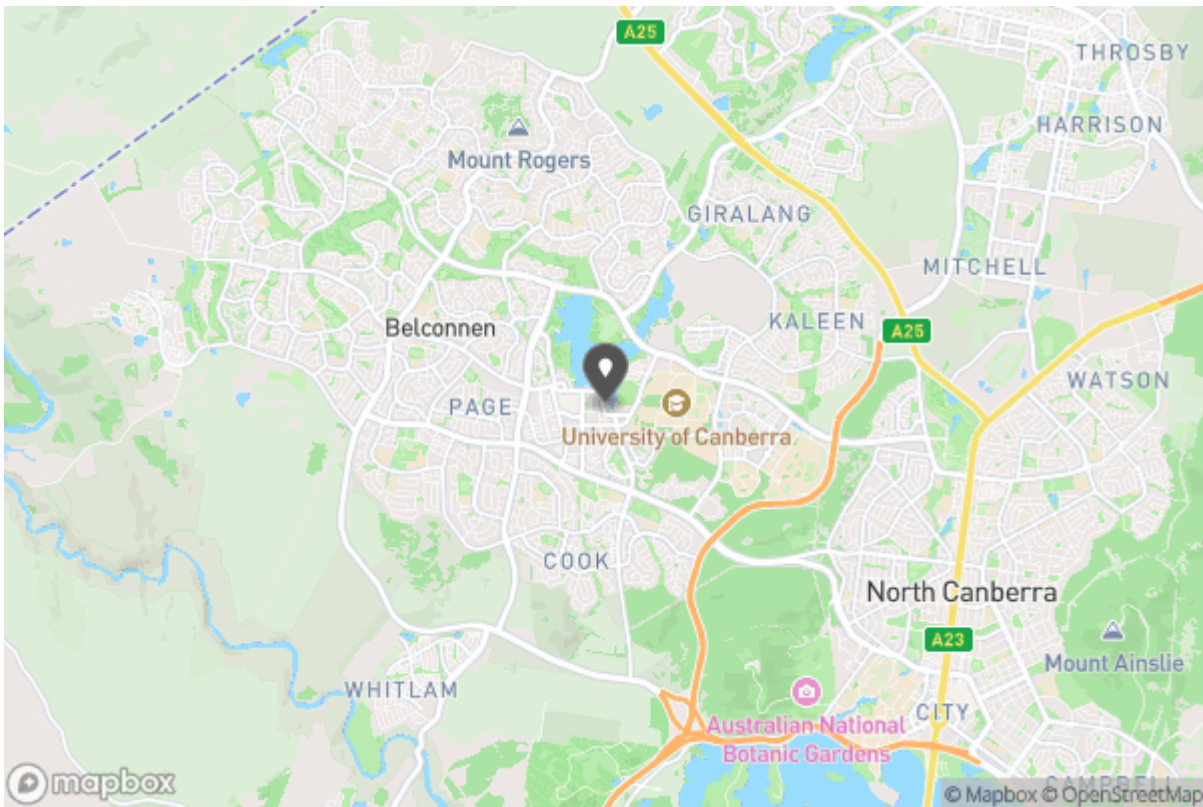 A25
THROSBY
HARRISON
Mount Rogers
GIRALANG
MITCHELL
Belconnen
KALEEN
A25
WATSON
PAGE
University of Canberra
COOK
North Canberra
A23
Mount Ainslie
WHITLAM
CITY
Australian National
Botanic Gardens
CAMPBELL
mapbox
© Mapbox © OpenStreetMap